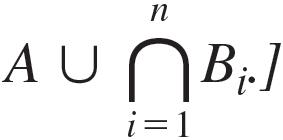 A ∪ ⋂_{i=1}^{n} B_i.]